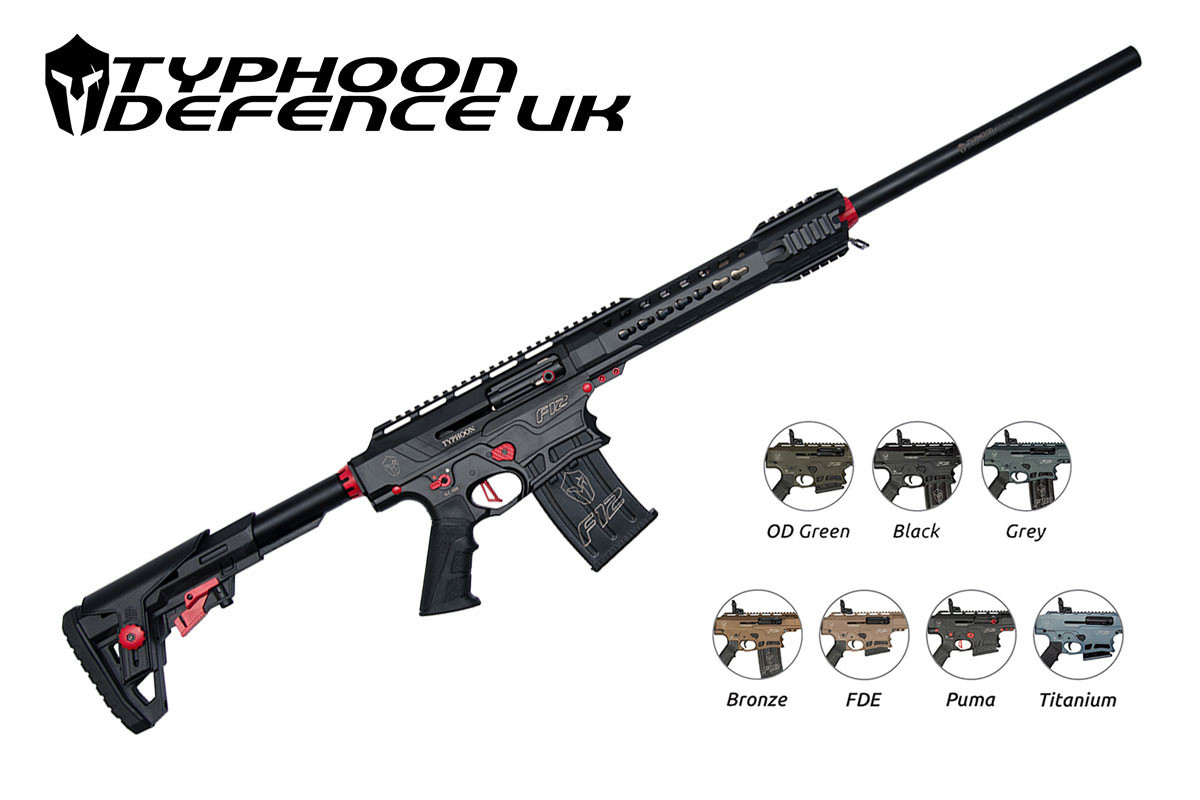 TYPHOON
DEFENCE UK
F12
TYPHOON
F12
OD Green
Black
Grey
Bronze
FDE
Puma
Titanium